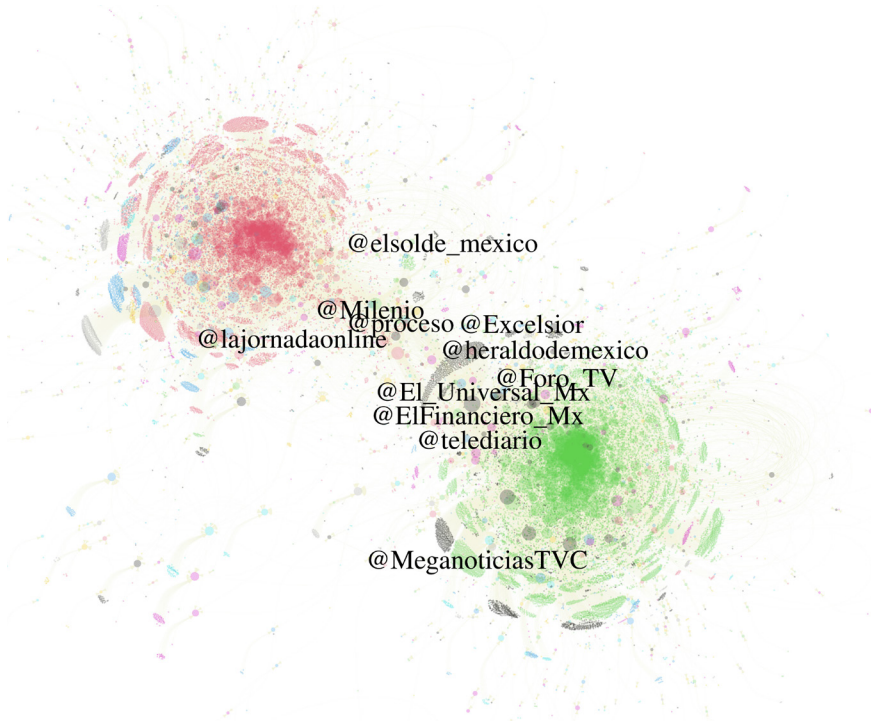 @elsolde_mexico
@Milenio
@proceso @Excelsior
@lajornadaonline
@heraldodemexico
@Foro_TV
@El_Universal_Mx
@ElFinanciero_Mx
@telediario
@MeganoticiasTVC